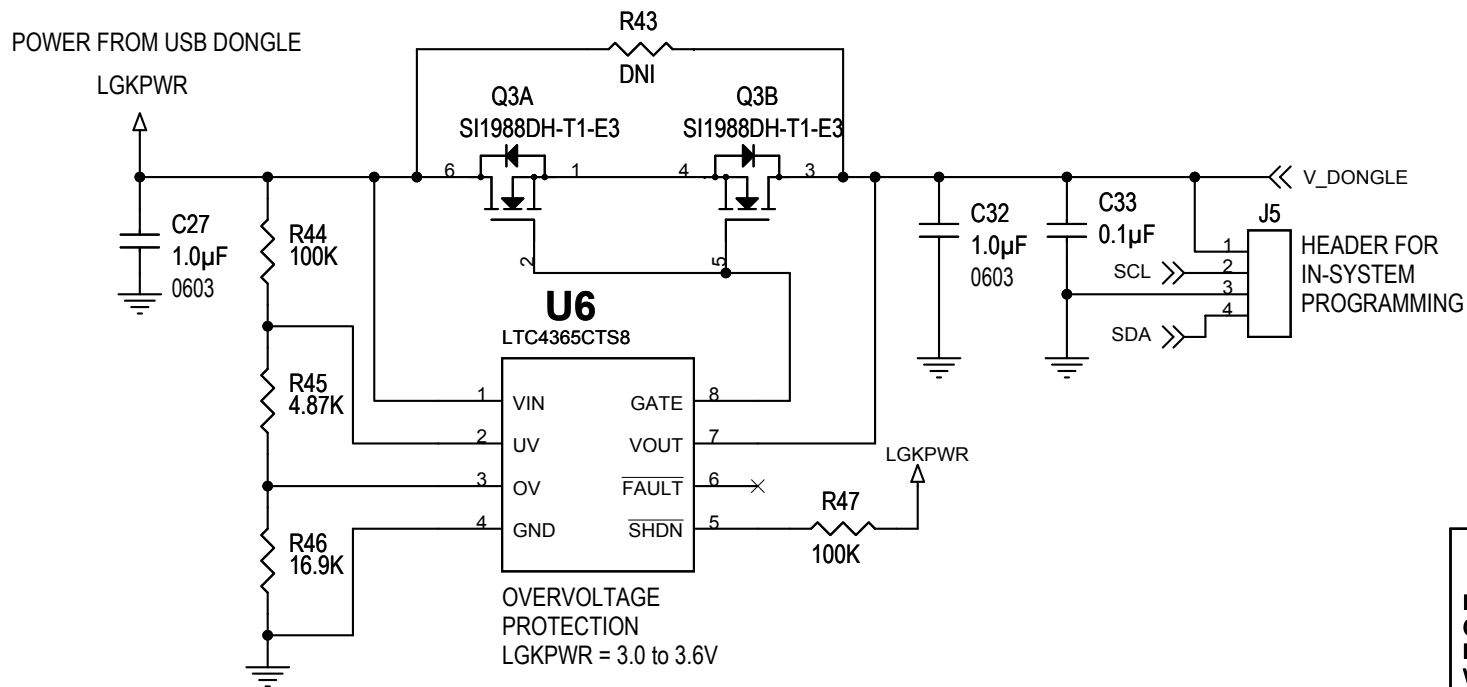 R43
DNI
POWER FROM USB DONGLE
LGKPWR
Q3A
SI1988DH-T1-E3
Q3B
SI1988DH-T1-E3
6
1
4
3
2
5
C27
1.0µF
0603
R44
100K
R45
4.87K
R46
16.9K
C32
1.0µF
0603
C33
0.1µF
V_DONGLE
J5
1
2
3
4
SCL
SDA
HEADER FOR
IN-SYSTEM
PROGRAMMING
U6
LTC4365CTS8
1
VIN
2
UV
3
OV
4
GND
GATE
8
VOUT
7
FAULT
6
SHDN
5
R47
100K
LGKPWR
OVERVOLTAGE
PROTECTION
LGKPWR = 3.0 to 3.6V